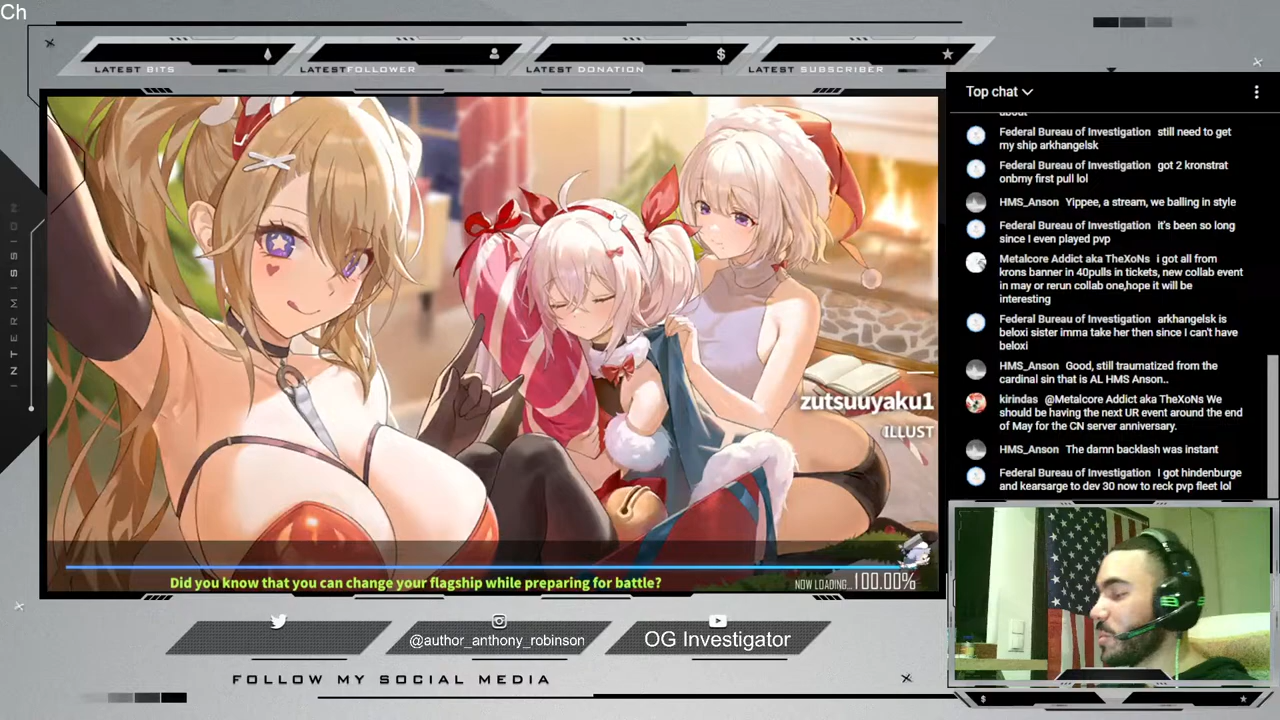 Ch
LATEST BITS
LATEST FOLLOWER
LATEST DONATION
LATEST SUBSCRIBER
INTERMISSION
zutsuuyaku1
ILLUST
Did you know that you can change your flagship while preparing for battle?
NOW LOADING... 100.00%
Top chat
about
Federal Bureau of Investigation still need to get
my ship arkhangelsk
Federal Bureau of Investigation got 2 kronstrat
onbmy first pull lol
HMS_Anson Yippee, a stream, we balling in style
Federal Bureau of Investigation it's been so long
since I even played pvp
Metalcore Addict aka TheXoNs i got all from
krons banner in 40pulls in tickets, new collab event
in may or rerun collab one,hope it will be
interesting
Federal Bureau of Investigation arkhangelsk is
beloxi sister imma take her then since I can't have
beloxi
HMS_Anson Good, still traumatized from the
cardinal sin that is AL HMS Anson..
kirindas @Metalcore Addict aka TheXoNs We
should be having the next UR event around the end
of May for the CN server anniversary.
HMS_Anson The damn backlash was instant
Federal Bureau of Investigation I got hindenburge
and kearsarge to dev 30 now to reck pvp fleet lol
@author_anthony_robinson
OG Investigator
FOLLOW MY SOCIAL MEDIA